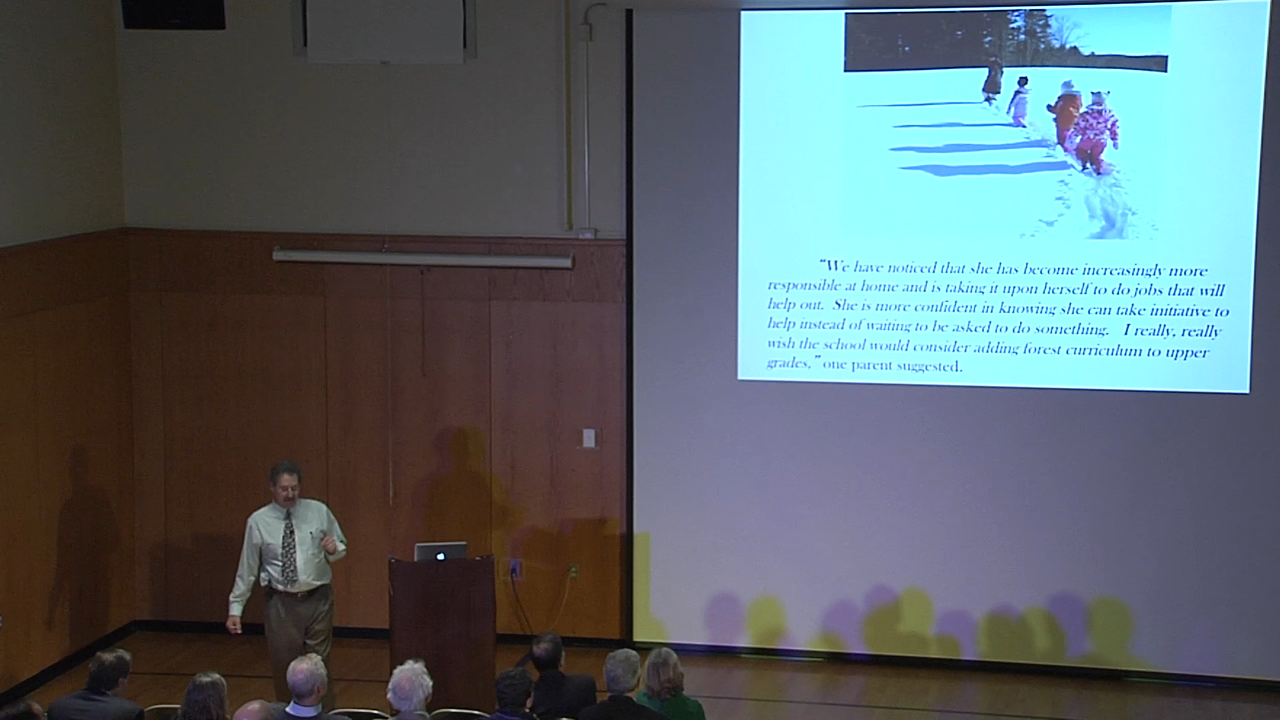 "We have noticed that she has become increasingly more
responsible at home and is taking it upon herself to do jobs that will
help out. She is more confident in knowing she can take initiative to
help instead of waiting to be asked to do something. I really, really
wish the school would consider adding forest curriculum to upper
grades," one parent suggested.